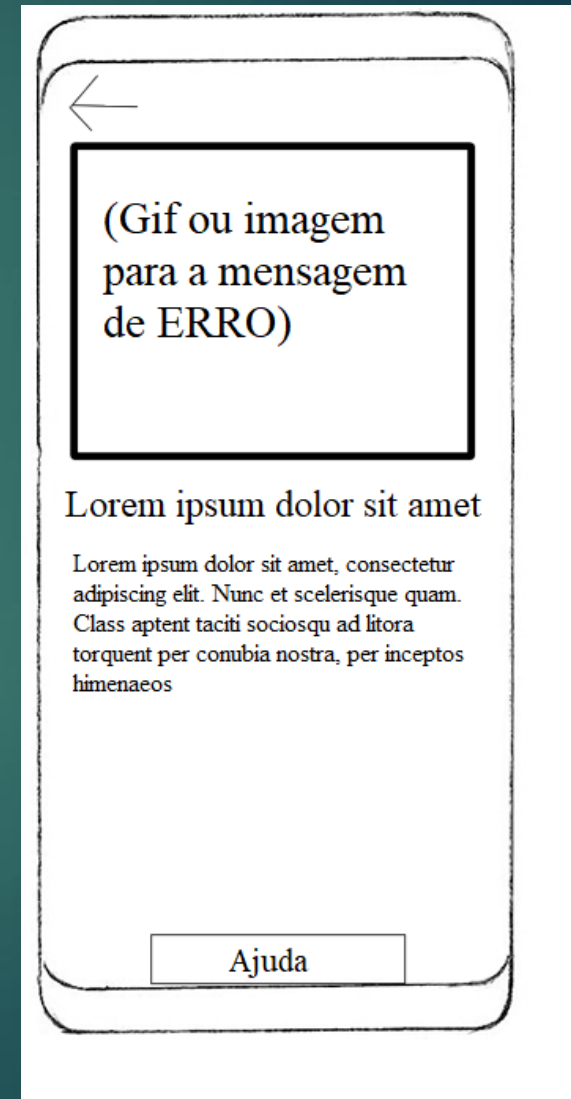 (Gif ou imagem
para a mensagem
de ERRO)
Lorem ipsum dolor sit amet
Lorem ipsum dolor sit amet, consectetur
adipiscing elit. Nunc et scelerisque quam.
Class aptent taciti sociosqu ad litora
torquent per conubia nostra, per inceptos
himenaeos
Ajuda